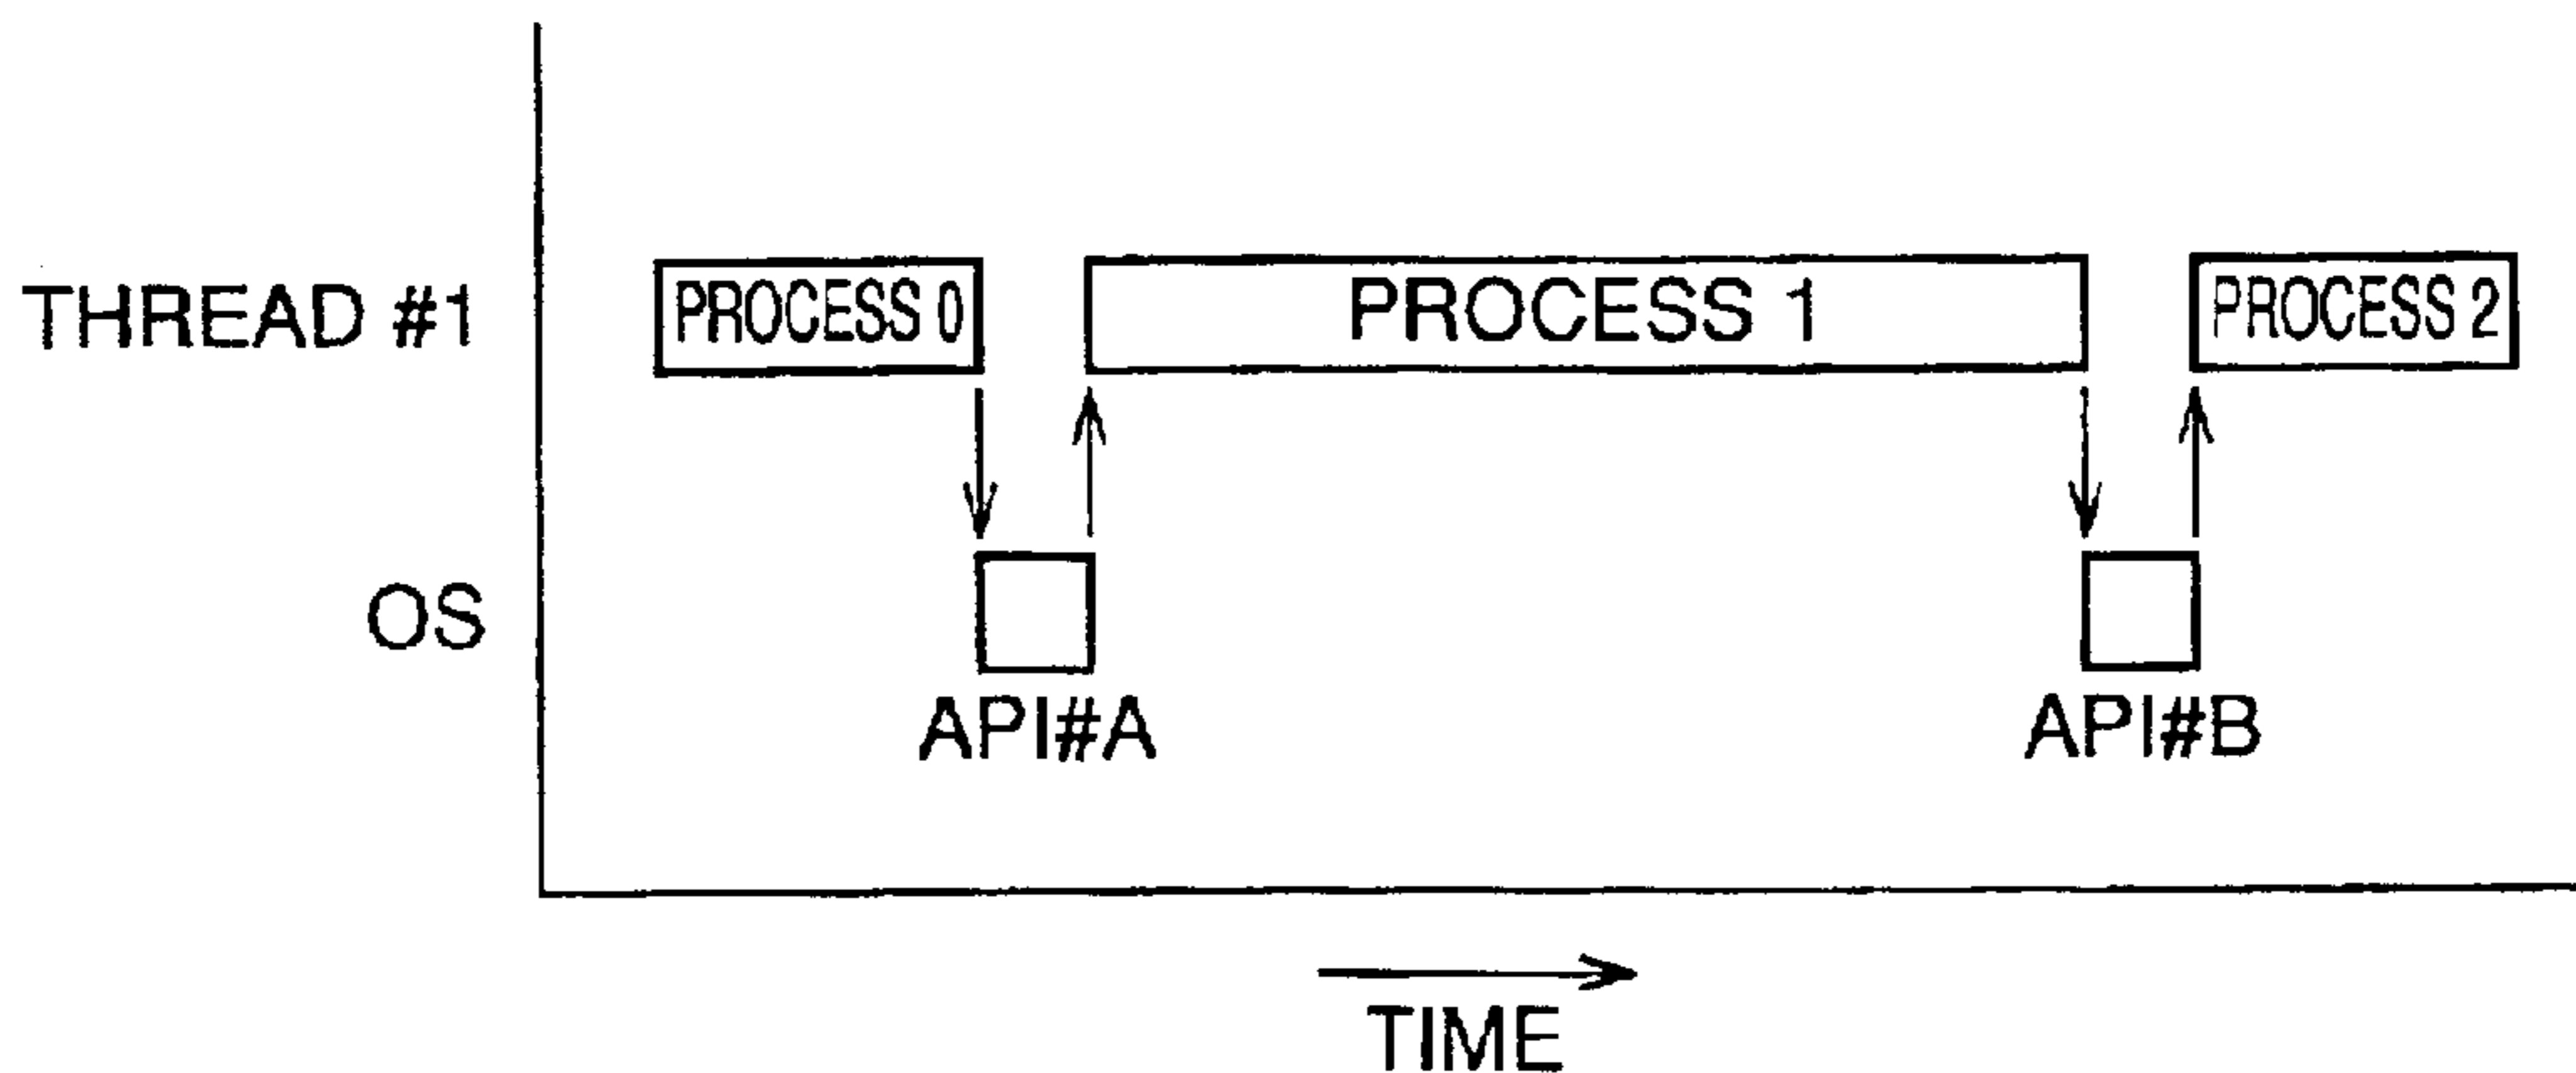 THREAD #1
PROCESS 0
PROCESS 1
PROCESS 2
OS
API#A
API#B
TIME